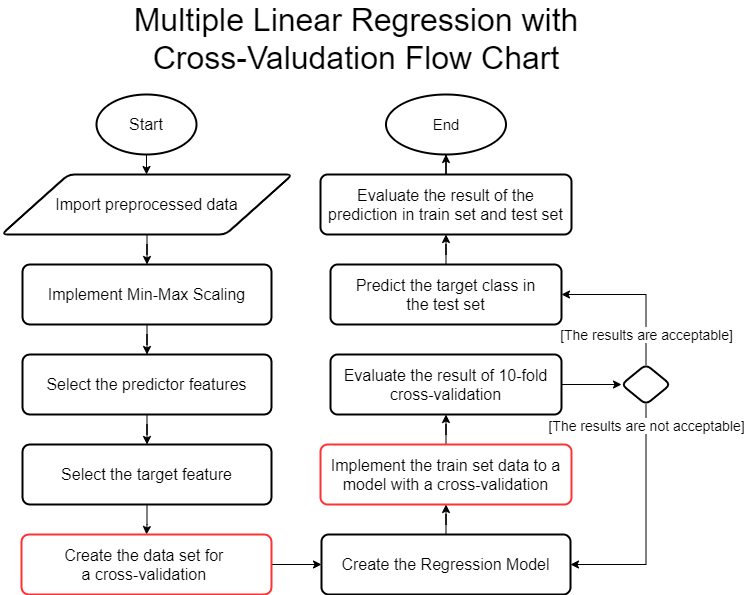 Multiple Linear Regression with
Cross-Valudation Flow Chart
Start
Import preprocessed data
Implement Min-Max Scaling
Select the predictor features
Select the target feature
Create the data set for
a cross-validation
Create the Regression Model
Implement the train set data to a
model with a cross-validation
Evaluate the result of 10-fold
cross-validation
[The results are not acceptable]
[The results are acceptable]
Predict the target class in
the test set
Evaluate the result of the
prediction in train set and test set
End